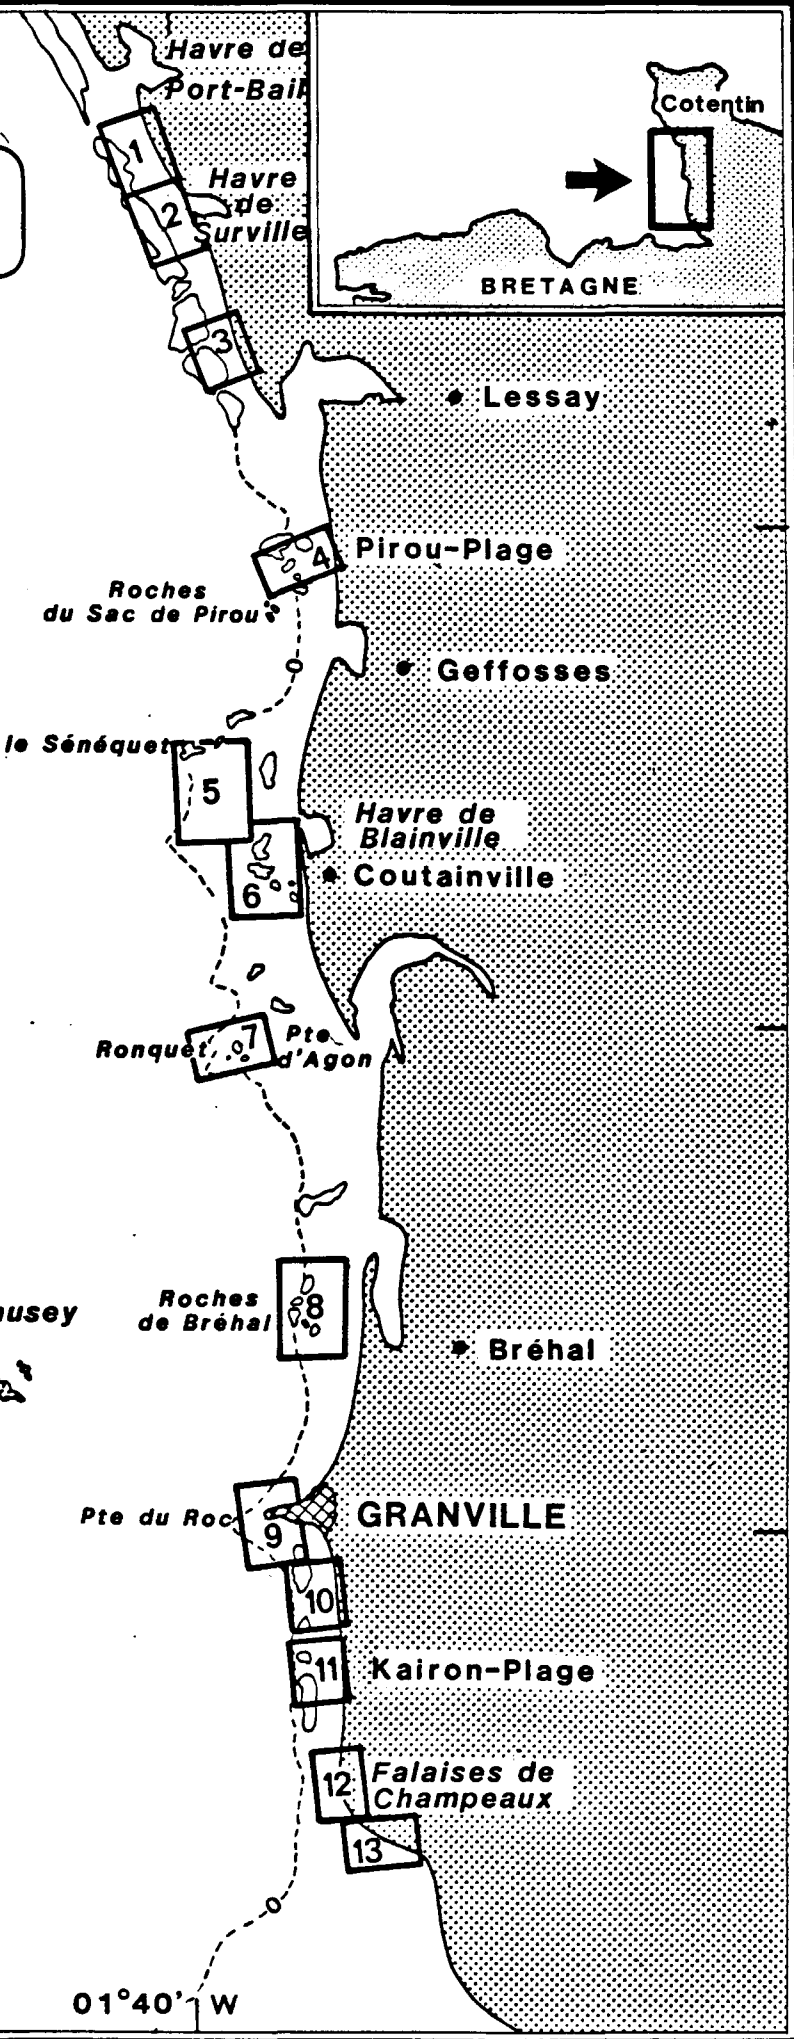 Havre de
Port-Bail
Cotentin
BRETAGNE
1
Havre
de
Surville
2
3
Lessay
4
Pirou-Plage
Roches
du Sac de Pirou
0
Geffosses
le Sénéquet
5
Havre de
Blainville
6
Coutainville
7
Ronquet
Pte
d'Agon
Roches
de Bréhal
8
ausey
Bréhal
Pte du Roc
9
GRANVILLE
10
11
Kairon-Plage
12
Falaises de
Champeaux
13
0
01°40' W